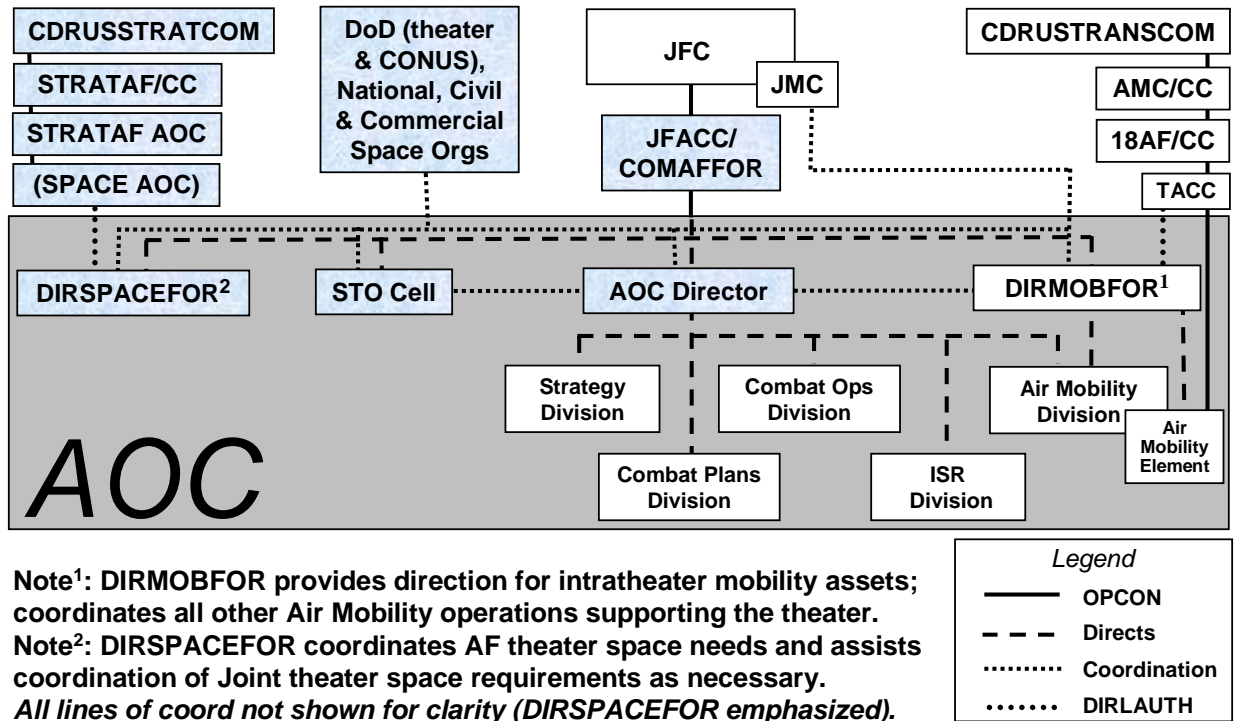 CDRUSSTRATCOM
STRATAF/CC
STRATAF AOC
(SPACE AOC)
DoD (theater
& CONUS),
National, Civil
& Commercial
Space Orgs
JFC
JMC
JFACC/
COMAFFOR
CDRUSTRANSCOM
AMC/CC
18AF/CC
TACC
DIRSPACEFOR²
STO Cell
AOC Director
DIRMOBFOR¹
Strategy
Division
Combat Ops
Division
Air Mobility
Division
Air
Mobility
Element
Combat Plans
Division
ISR
Division
AOC
Note¹: DIRMOBFOR provides direction for intratheater mobility assets;
coordinates all other Air Mobility operations supporting the theater.
Note²: DIRSPACEFOR coordinates AF theater space needs and assists
coordination of Joint theater space requirements as necessary.
All lines of coord not shown for clarity (DIRSPACEFOR emphasized).
Legend
OPCON
Directs
Coordination
DIRLAUTH